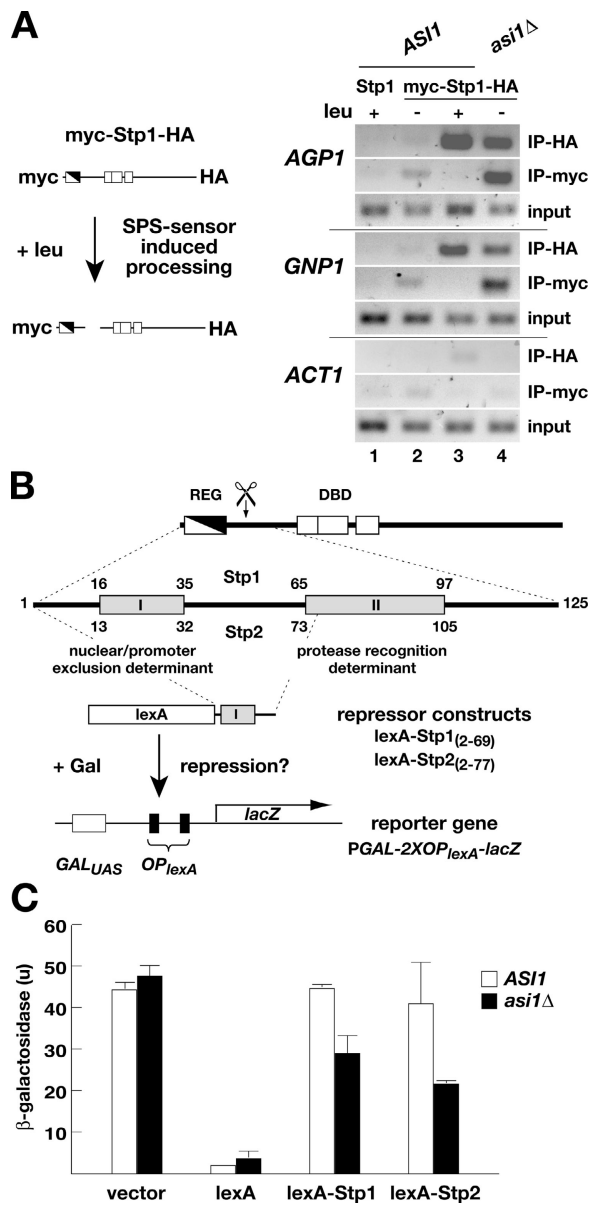 A
ASI1
asi1Δ
Stp1
myc-Stp1-HA
leu + - + -
myc-Stp1-HA
myc HA
+ leu
SPS-sensor
induced
processing
myc HA
AGP1
IP-HA
IP-myc
input
GNP1
IP-HA
IP-myc
input
ACT1
IP-HA
IP-myc
input
1 2 3 4
B
REG DBD
16 35 Stp1 65 97
1 I II 125
13 32 Stp2 73 105
nuclear/promoter
exclusion determinant
protease recognition
determinant
lexA I
repressor constructs
lexA-Stp1(2-69)
lexA-Stp2(2-77)
+ Gal repression?
lacZ
reporter gene
PGAL-2XOPlexA-lacZ
GALUAS OPlexA
C
β-galactosidase (u)
60
50
40
30
20
10
ASI1
asi1Δ
vector lexA lexA-Stp1 lexA-Stp2